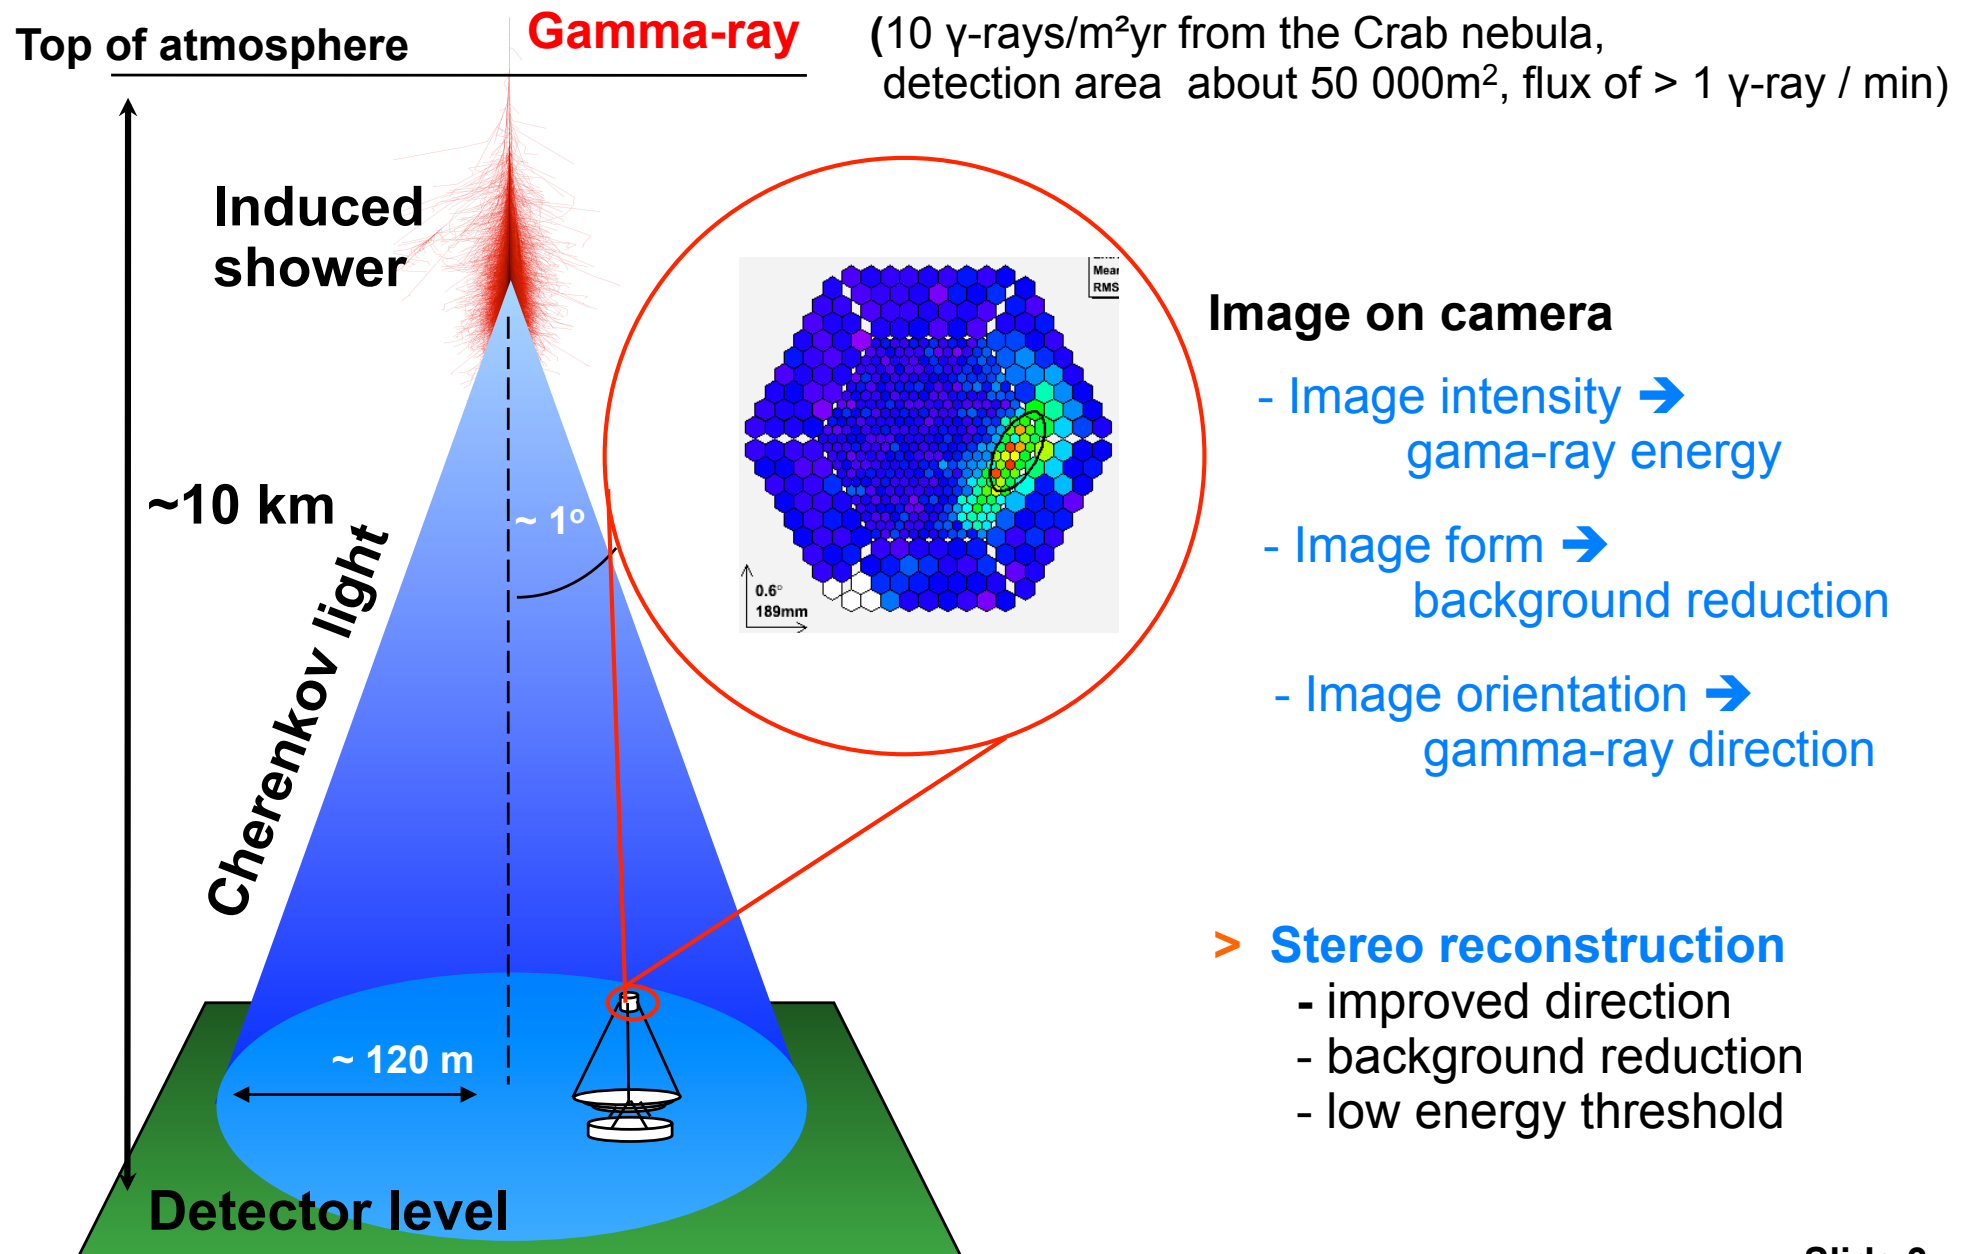 Top of atmosphere
Gamma-ray
(10 γ-rays/m²yr from the Crab nebula,
detection area about 50 000m², flux of > 1 γ-ray / min)
Induced
shower
~10 km
Cherenkov light
~ 1°
~ 120 m
Detector level
Mean
RMS
0.6°
189mm
Image on camera
- Image intensity ➔
gama-ray energy
- Image form ➔
background reduction
- Image orientation ➔
gamma-ray direction
> Stereo reconstruction
- improved direction
- background reduction
- low energy threshold